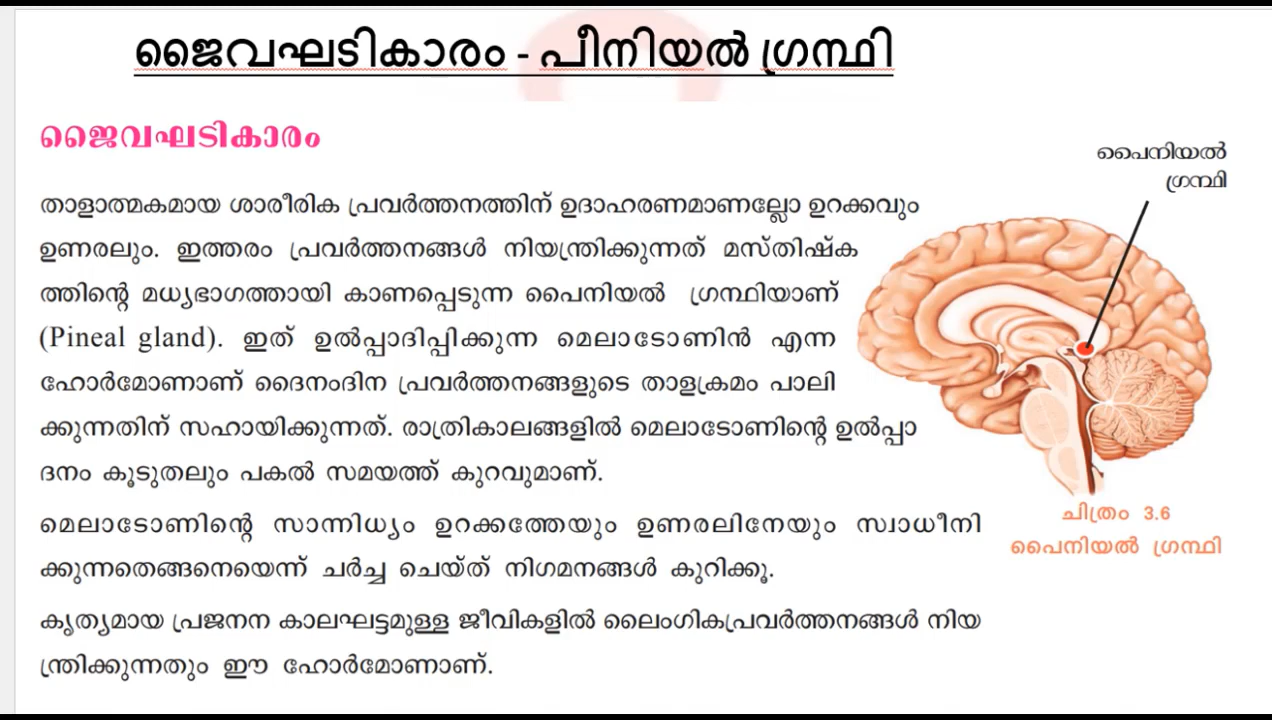 ജൈവഘടികാരം - പീനിയൽ ഗ്രന്ഥി
ജൈവഘടികാരം
പൈനിയൽ
ഗ്രന്ഥി
താളാത്മകമായ ശാരീരിക പ്രവർത്തനത്തിന് ഉദാഹരണമാണല്ലോ ഉറക്കവും
ഉണരലും. ഇത്തരം പ്രവർത്തനങ്ങൾ നിയന്ത്രിക്കുന്നത് മസ്തിഷ്ക
ത്തിന്റെ മധ്യഭാഗത്തായി കാണപ്പെടുന്ന പൈനിയൽ ഗ്രന്ഥിയാണ്
(Pineal gland). ഇത് ഉൽപ്പാദിപ്പിക്കുന്ന മെലാടോണിൻ എന്ന
ഹോർമോണാണ് ദൈനംദിന പ്രവർത്തനങ്ങളുടെ താളക്രമം പാലി
ക്കുന്നതിന് സഹായിക്കുന്നത്. രാത്രികാലങ്ങളിൽ മെലാടോണിന്റെ ഉൽപ്പാ
ദനം കൂടുതലും പകൽ സമയത്ത് കുറവുമാണ്.
മെലാടോണിന്റെ സാന്നിധ്യം ഉറക്കത്തേയും ഉണരലിനേയും സ്വാധീനി
ക്കുന്നതെങ്ങനെയെന്ന് ചർച്ച ചെയ്ത് നിഗമനങ്ങൾ കുറിക്കൂ.
കൃത്യമായ പ്രജനന കാലഘട്ടമുള്ള ജീവികളിൽ ലൈംഗികപ്രവർത്തനങ്ങൾ നിയ
ന്ത്രിക്കുന്നതും ഈ ഹോർമോണാണ്.
ചിത്രം 3.6
പൈനിയൽ ഗ്രന്ഥി